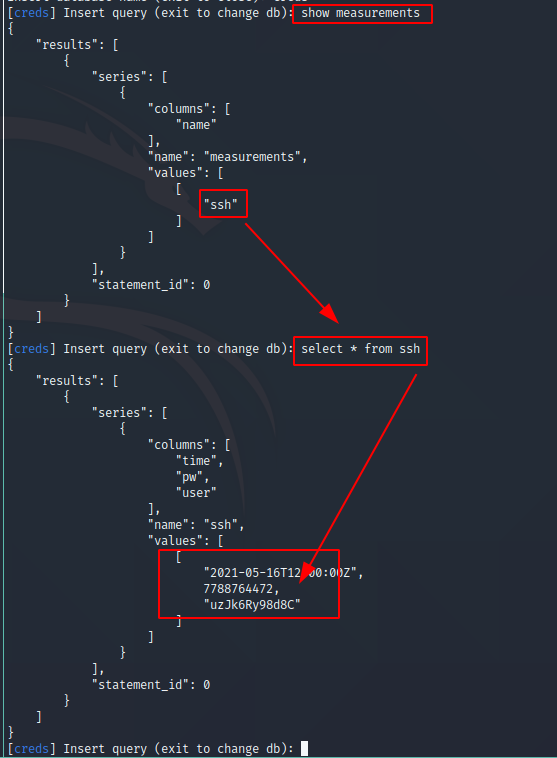 [creds] Insert query (exit to change db): show measurements
{
    "results": [
        {
            "series": [
                {
                    "columns": [
                        "name"
                    ],
                    "name": "measurements",
                    "values": [
                        [
                            "ssh"
                        ]
                    ]
                }
            ],
            "statement_id": 0
        }
    ]
}
[creds] Insert query (exit to change db): select * from ssh
{
    "results": [
        {
            "series": [
                {
                    "columns": [
                        "time",
                        "pw",
                        "user"
                    ],
                    "name": "ssh",
                    "values": [
                        [
                            "2021-05-16T12:00:00Z",
                            7788764472,
                            "uzJk6Ry98d8C"
                        ]
                    ]
                }
            ],
            "statement_id": 0
        }
    ]
}
[creds] Insert query (exit to change db):